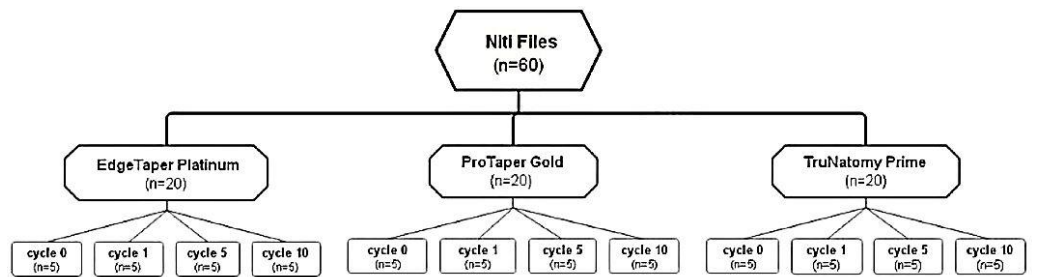 Niti Files
(n=60)
EdgeTaper Platinum
(n=20)
ProTaper Gold
(n=20)
TruNatomy Prime
(n=20)
cycle 0
(n=5)
cycle 1
(n=5)
cycle 5
(n=5)
cycle 10
(n=5)
cycle 0
(n=5)
cycle 1
(n=5)
cycle 5
(n=5)
cycle 10
(n=5)
cycle 0
(n=5)
cycle 1
(n=5)
cycle 5
(n=5)
cycle 10
(n=5)